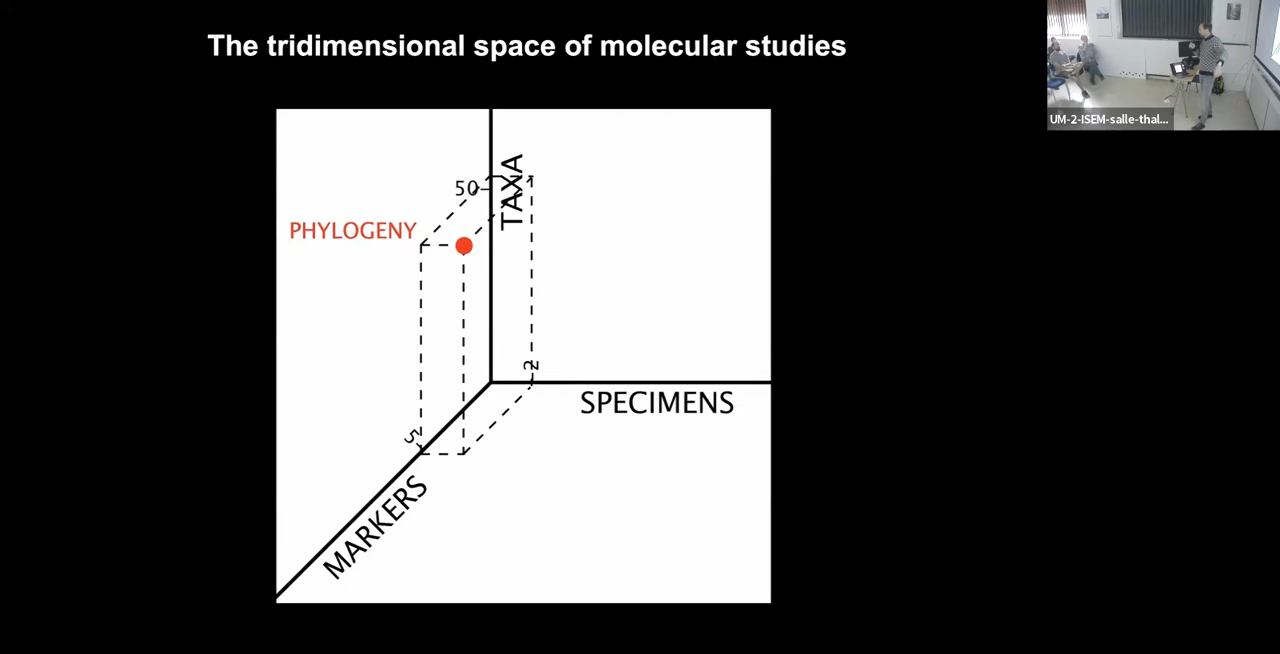 The tridimensional space of molecular studies
UM-2-ISEM-salle-thal...
50
TAXA
PHYLOGENY
2
SPECIMENS
5
MARKERS